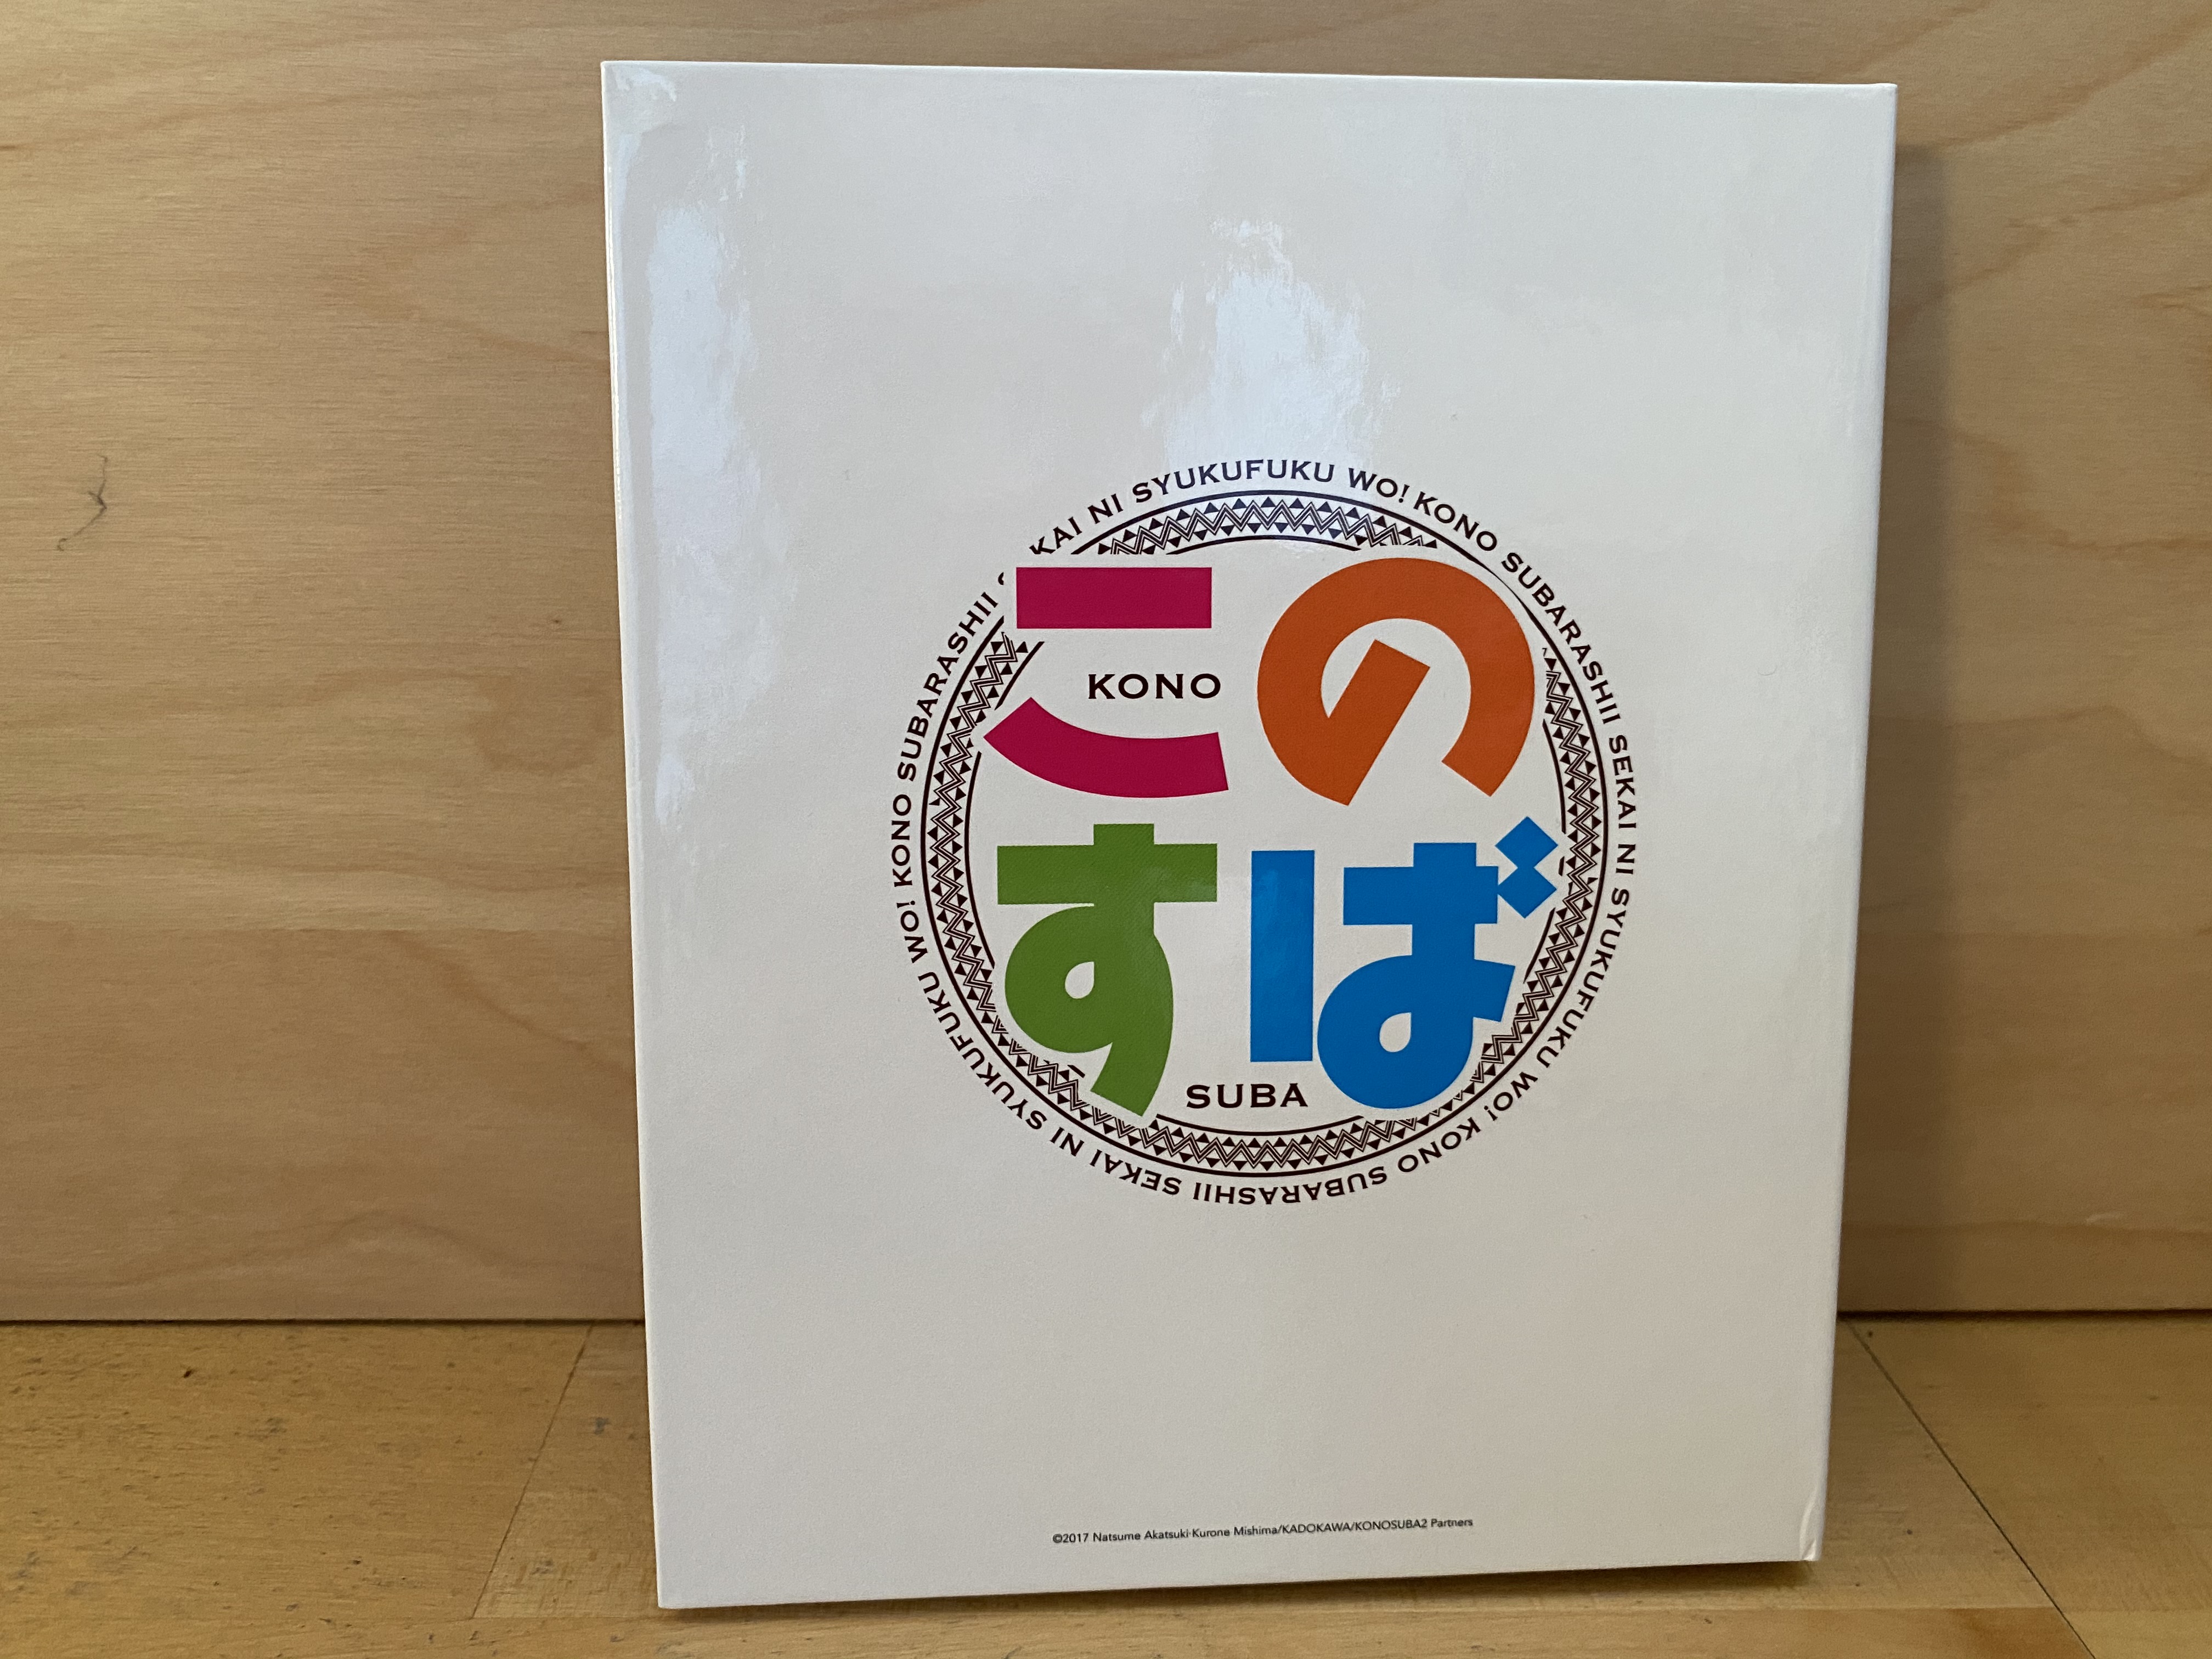 KONO SUBARASHII SEKAI NI SYUKUFUKU WO! KONO SUBARASHII SEKAI NI SYUKUFUKU WO! KONO SUBARASHII KAI NI SYUKUFUKU WO!
この
KONO
すば
SUBA
©2017 Natsume Akatsuki・Kurone Mishima/KADOKAWA/KONOSUBA2 Partners